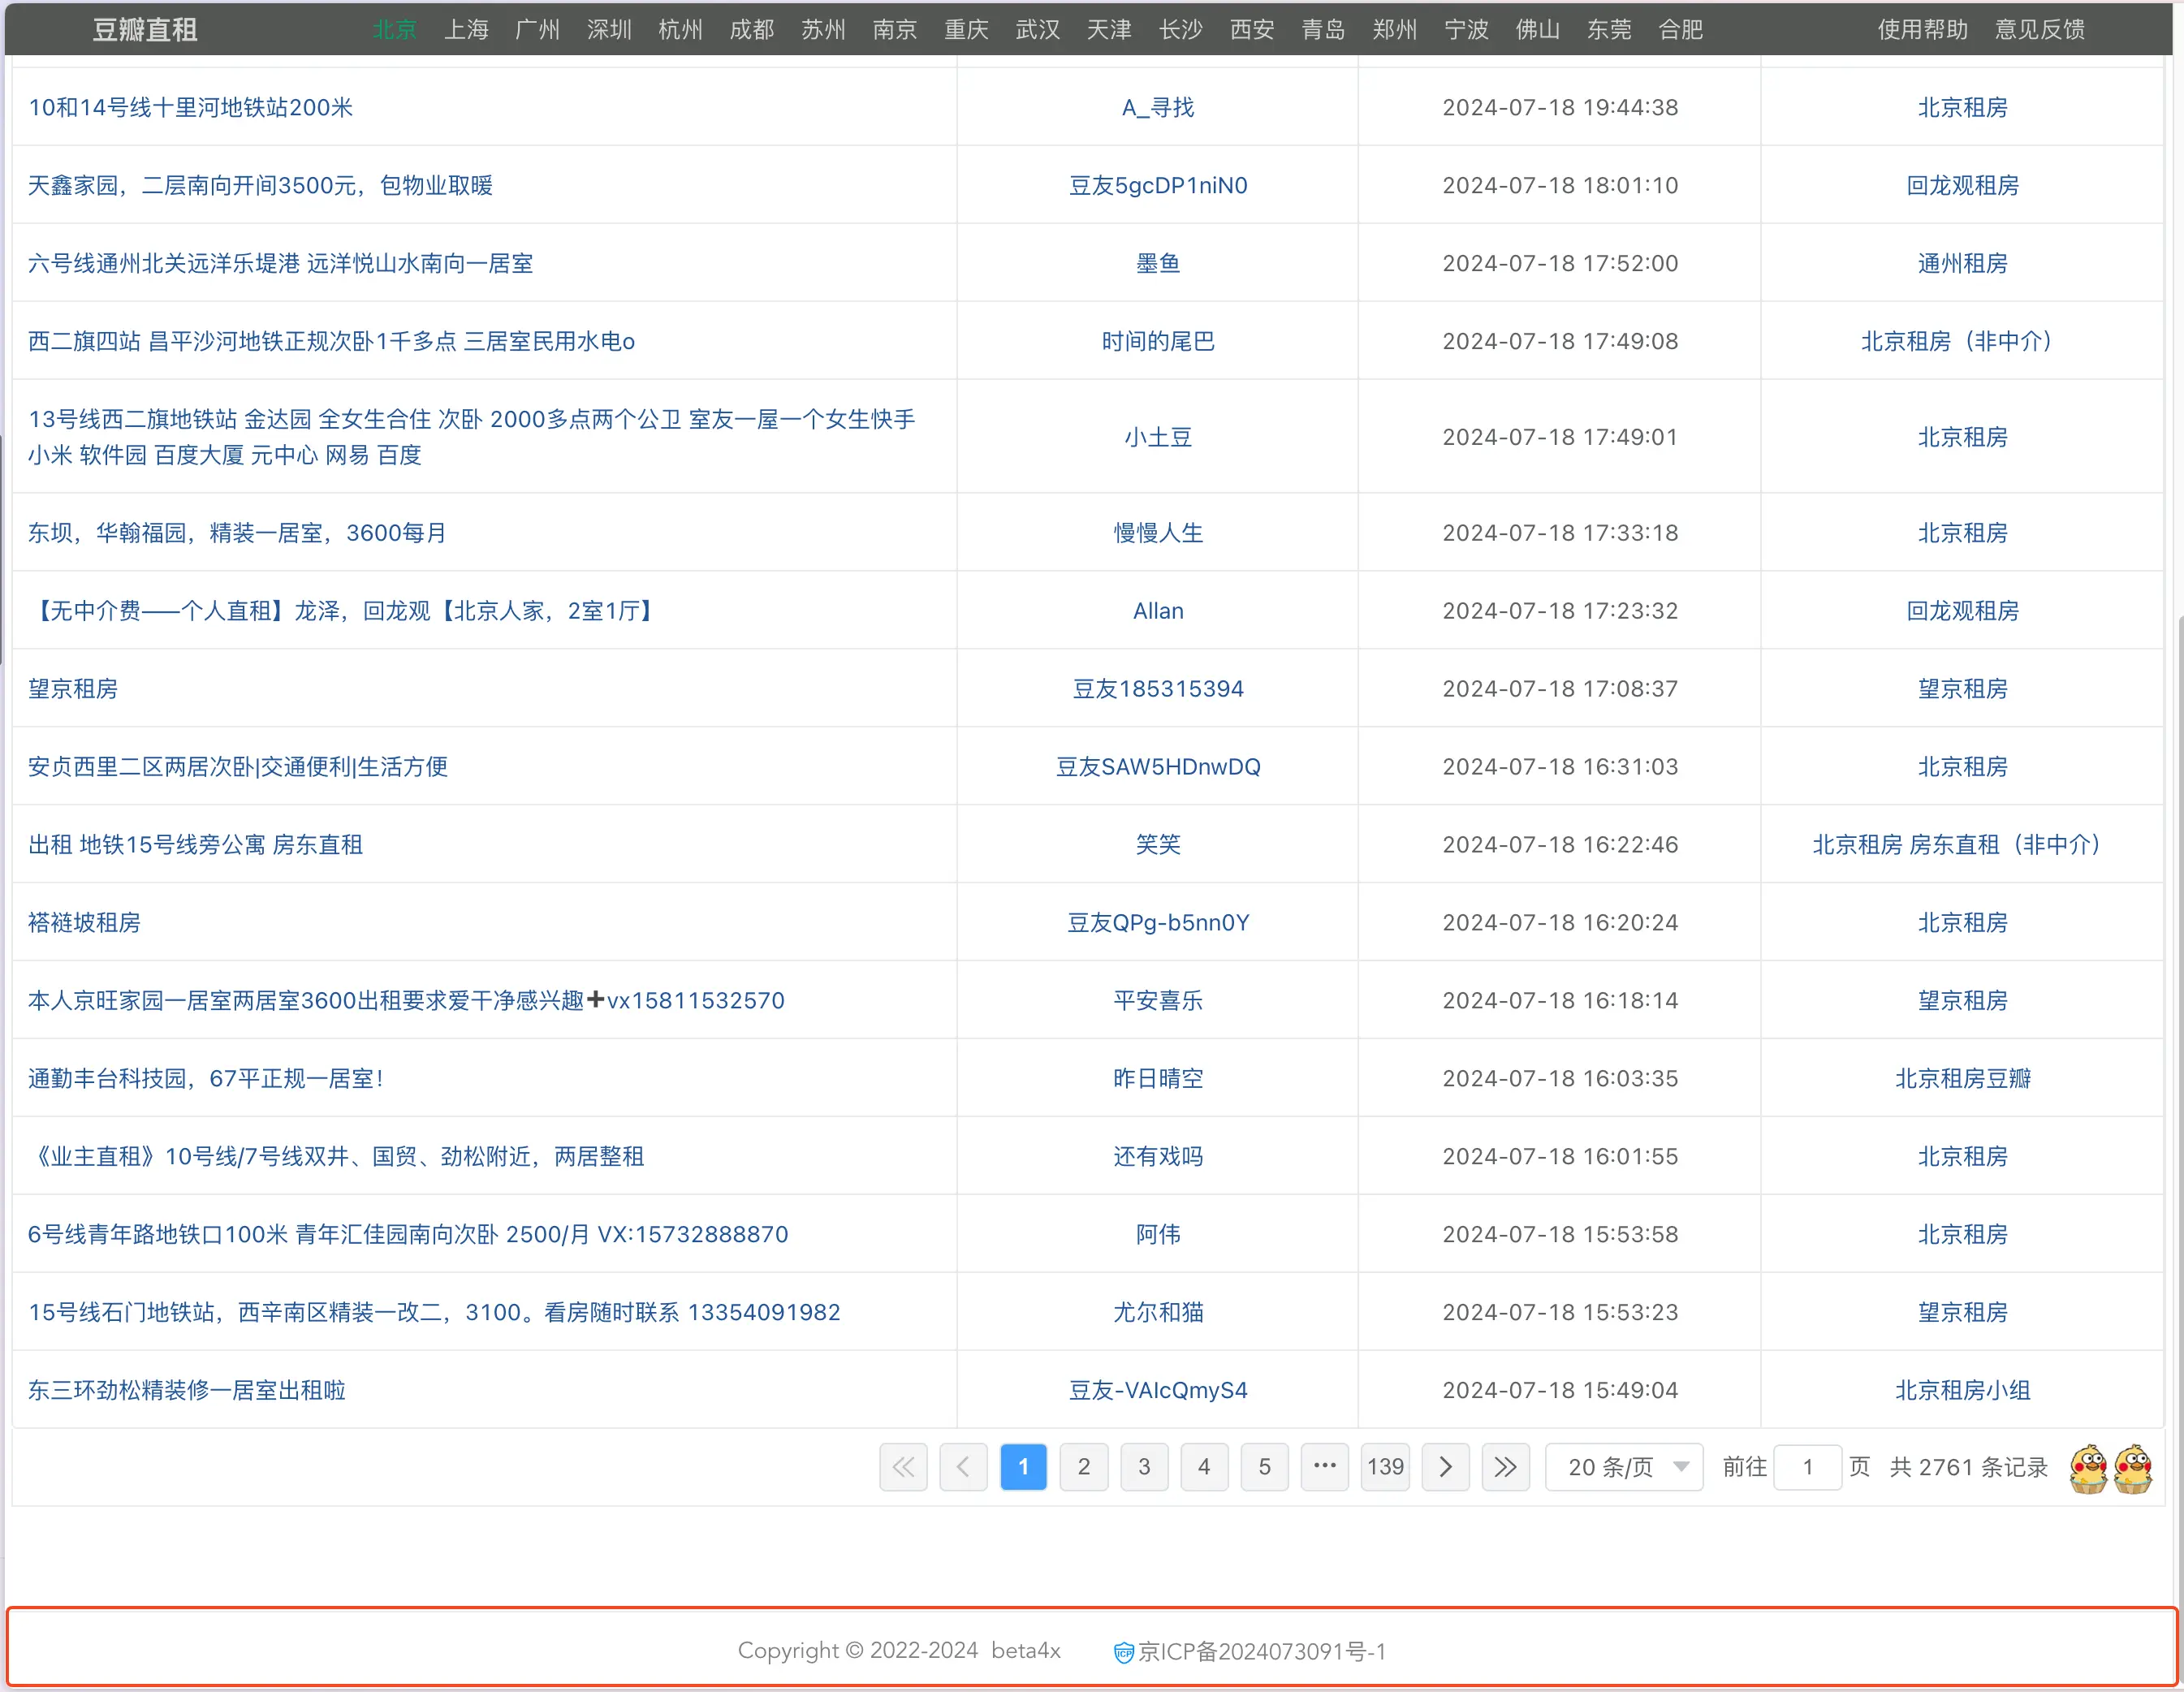 豆瓣直租 北京 上海 广州 深圳 杭州 成都 苏州 南京 重庆 武汉 天津 长沙 西安 青岛 郑州 宁波 佛山 东莞 合肥 使用帮助 意见反馈
10和14号线十里河地铁站200米 A_寻找 2024-07-18 19:44:38 北京租房
天鑫家园，二层南向开间3500元，包物业取暖 豆友5gcDP1niN0 2024-07-18 18:01:10 回龙观租房
六号线通州北关远洋乐堤港 远洋悦山水南向一居室 墨鱼 2024-07-18 17:52:00 通州租房
西二旗四站 昌平沙河地铁正规次卧1千多点 三居室民用水电o 时间的尾巴 2024-07-18 17:49:08 北京租房（非中介）
13号线西二旗地铁站 金达园 全女生合住 次卧 2000多点两个公卫 室友一屋一个女生快手
小米 软件园 百度大厦 元中心 网易 百度 小土豆 2024-07-18 17:49:01 北京租房
东坝，华翰福园，精装一居室，3600每月 慢慢人生 2024-07-18 17:33:18 北京租房
【无中介费——个人直租】龙泽，回龙观【北京人家，2室1厅】 Allan 2024-07-18 17:23:32 回龙观租房
望京租房 豆友185315394 2024-07-18 17:08:37 望京租房
安贞西里二区两居次卧|交通便利|生活方便 豆友SAW5HDnwDQ 2024-07-18 16:31:03 北京租房
出租 地铁15号线旁公寓 房东直租 笑笑 2024-07-18 16:22:46 北京租房 房东直租（非中介）
褡裢坡租房 豆友QPg-b5nn0Y 2024-07-18 16:20:24 北京租房
本人京旺家园一居室两居室3600出租要求爱干净感兴趣➕vx15811532570 平安喜乐 2024-07-18 16:18:14 望京租房
通勤丰台科技园，67平正规一居室！ 昨日晴空 2024-07-18 16:03:35 北京租房豆瓣
《业主直租》10号线/7号线双井、国贸、劲松附近，两居整租 还有戏吗 2024-07-18 16:01:55 北京租房
6号线青年路地铁口100米 青年汇佳园南向次卧 2500/月 VX:15732888870 阿伟 2024-07-18 15:53:58 北京租房
15号线石门地铁站，西辛南区精装一改二，3100。看房随时联系 13354091982 尤尔和猫 2024-07-18 15:53:23 望京租房
东三环劲松精装修一居室出租啦 豆友-VAIcQmyS4 2024-07-18 15:49:04 北京租房小组
1 2 3 4 5 ••• 139 20 条/页 前往 1 页 共 2761 条记录
Copyright © 2022-2024 beta4x ICP 京ICP备2024073091号-1